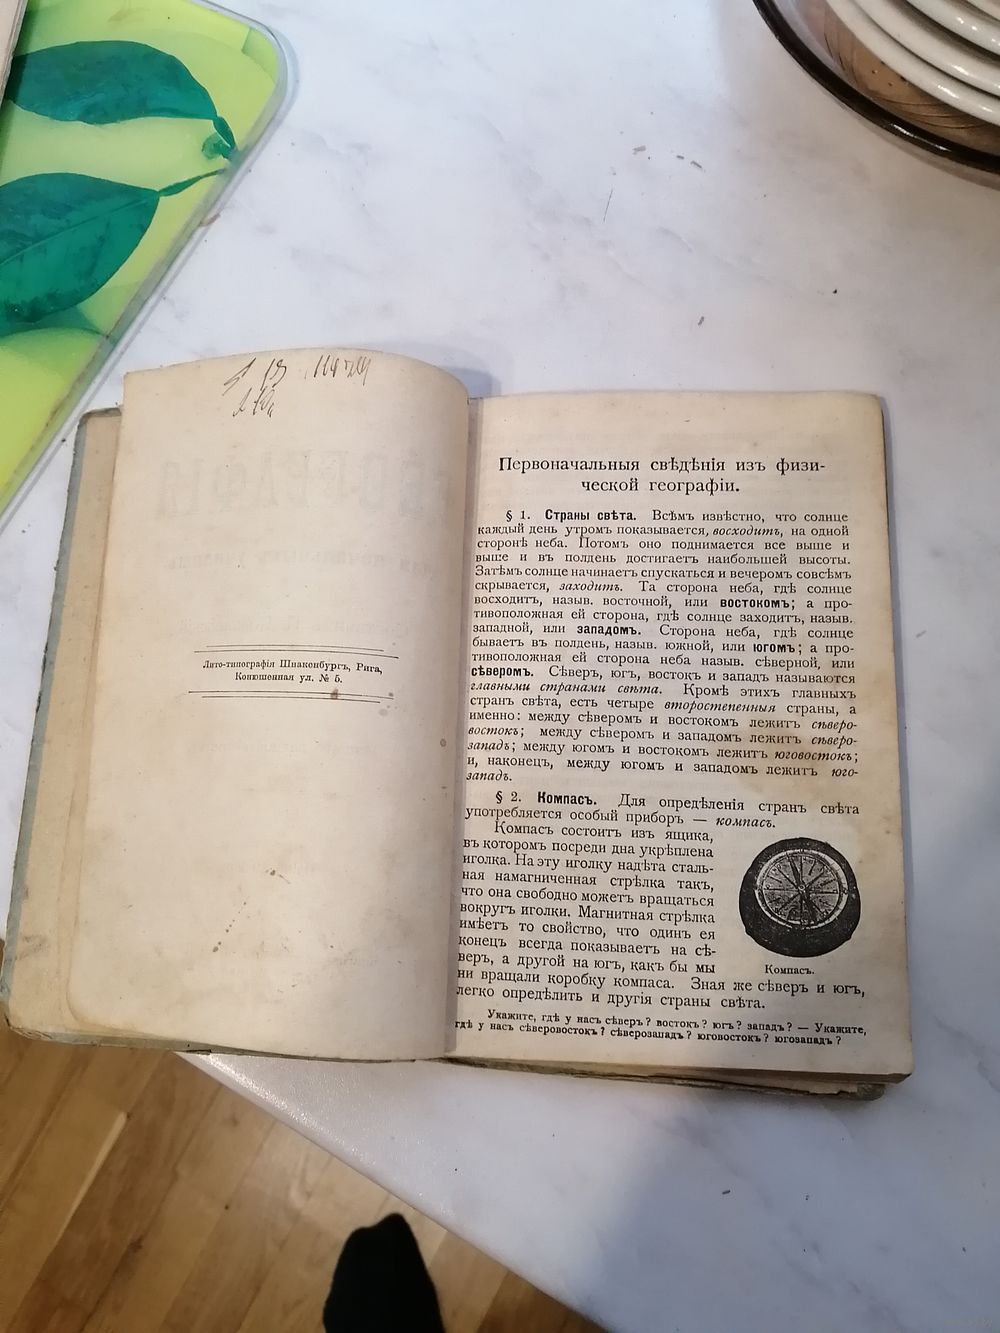 Лито-типографія Шнакенбургъ, Рига,
Конюшенная ул. № 5.
Первоначальныя свѣдѣнія изъ физи-
ческой географіи.
§ 1. Страны свѣта. Всѣмъ извѣстно, что солнце
каждый день утромъ показывается, восходитъ, на одной
сторонѣ неба. Потомъ оно поднимается все выше и
выше и въ полдень достигаетъ наибольшей высоты.
Затѣмъ солнце начинаетъ спускаться и вечеромъ совсѣмъ
скрывается, заходитъ. Та сторона неба, гдѣ солнце
восходитъ, назыв. восточной, или востокомъ; а про-
тивоположная ей сторона, гдѣ солнце заходитъ, назыв.
западной, или западомъ. Сторона неба, гдѣ солнце
бываетъ въ полдень, назыв. южной, или югомъ; а про-
тивоположная ей сторона неба назыв. сѣверной, или
сѣверомъ. Сѣверъ, югъ, востокъ и западъ называются
главными странами свѣта. Кромѣ этихъ главныхъ
странъ свѣта, есть четыре второстепенныя страны, а
именно: между сѣверомъ и востокомъ лежитъ сѣверо-
востокъ; между сѣверомъ и западомъ лежитъ сѣверо-
западъ; между югомъ и востокомъ лежитъ юговостокъ;
и, наконецъ, между югомъ и западомъ лежитъ юго-
западъ.
§ 2. Компасъ. Для опредѣленія странъ свѣта
употребляется особый приборъ — компасъ.
Компасъ состоитъ изъ ящика,
въ которомъ посреди дна укрѣплена
иголка. На эту иголку надѣта сталь-
ная намагниченная стрѣлка такъ,
что она свободно можетъ вращаться
вокругъ иголки. Магнитная стрѣлка
имѣетъ то свойство, что одинъ ея
конецъ всегда показываетъ на сѣ-
веръ, а другой на югъ, какъ бы мы
ни вращали коробку компаса. Зная же сѣверъ и югъ,
легко опредѣлить и другія страны свѣта.
Компасъ.
Укажите, гдѣ у насъ сѣверъ? востокъ? югъ? западъ? — Укажите,
гдѣ у насъ сѣверовостокъ? сѣверозападъ? юговостокъ? югозападъ?